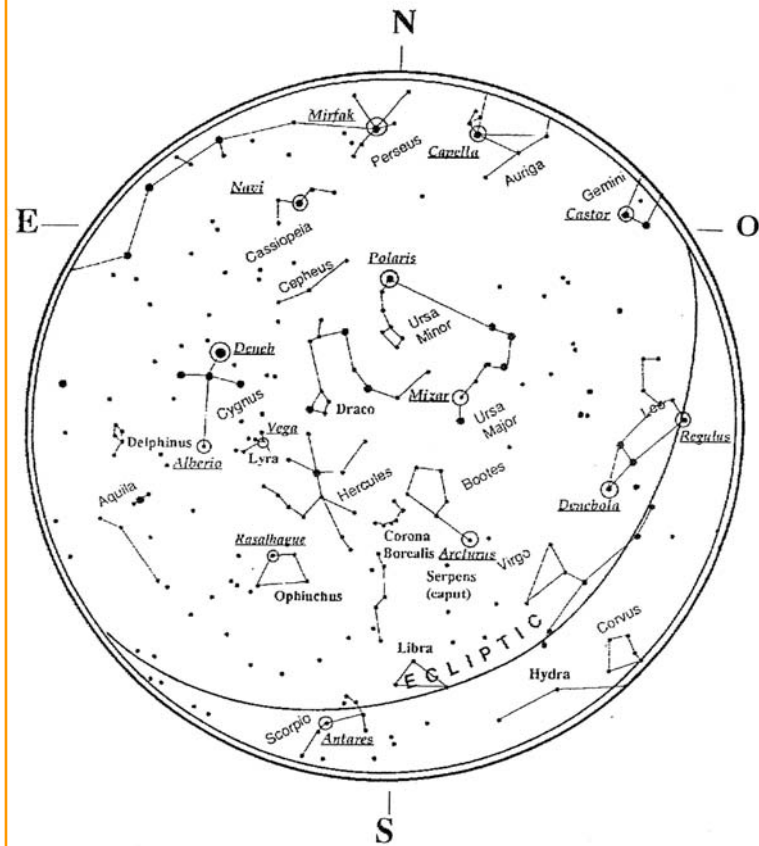 N
Mirfak
Perseus
Capella
Auriga
Gemini
Castor
Navi
Cassiopeia
E
O
Cepheus
Polaris
Ursa
Minor
Deneb
Cygnus
Draco
Mizar
Ursa
Major
Leo
Regulus
Delphinus
Alberio
Vega
Lyra
Hercules
Bootes
Denebola
Aquila
Rasalhague
Ophiuchus
Corona
Borealis
Arcturus
Serpens
(caput)
Virgo
Corvus
Libra
ECLIPTIC
Hydra
Scorpio
Antares
S